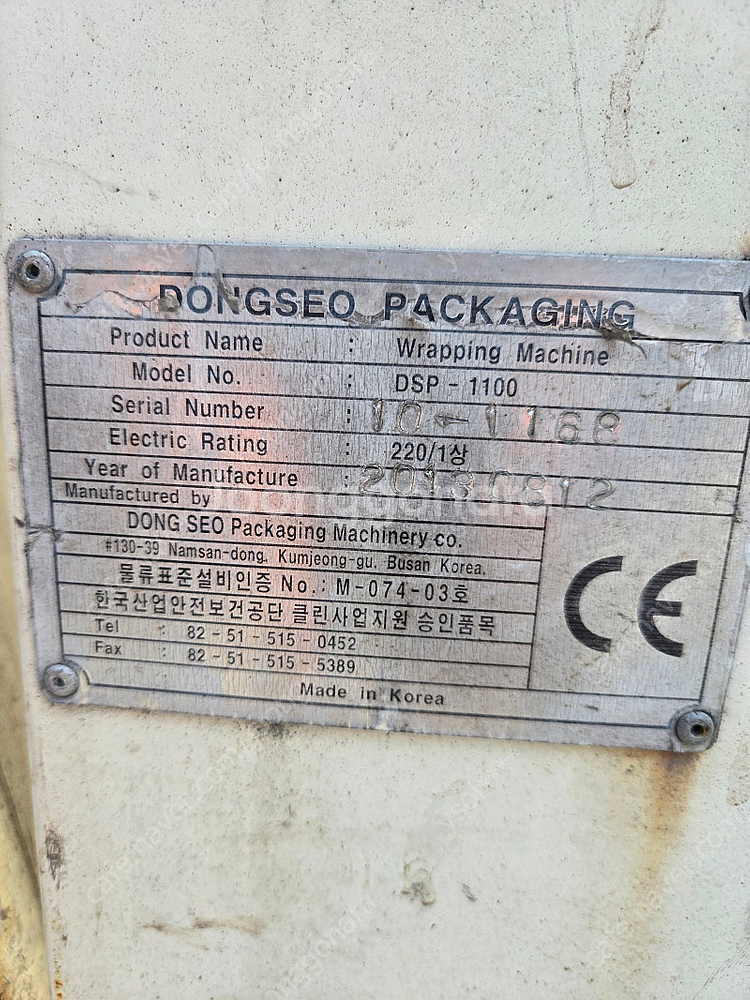 DONGSEO PACKAGING
Product Name : Wrapping Machine
Model No. : DSP - 1100
Serial Number : 10-1168
Electric Rating : 220/1상
Year of Manufacture : 20130812
Manufactured by
DONG SEO Packaging Machinery co.
#130-39 Namsan-dong. Kumjeong-gu. Busan Korea.
물류표준설비인증 No.: M-074-03호
한국산업안전보건공단 클린사업지원 승인품목
Tel : 82 - 51 - 515 - 0452
Fax : 82 - 51 - 515 - 5389
CE
Made in Korea